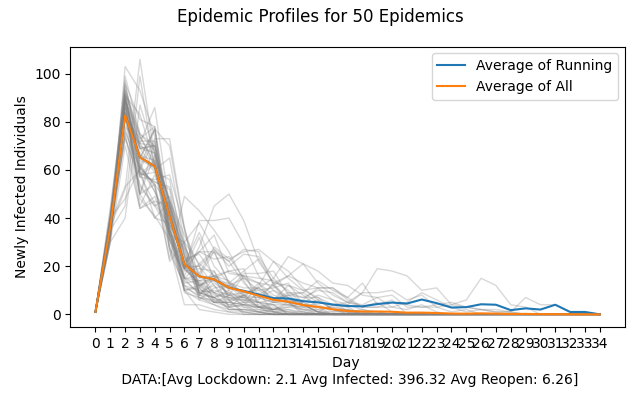 Epidemic Profiles for 50 Epidemics
Newly Infected Individuals
100
80
60
40
20
0
Average of Running
Average of All
0 1 2 3 4 5 6 7 8 9 10 11 12 13 14 15 16 17 18 19 20 21 22 23 24 25 26 27 28 29 30 31 32 33 34
Day
DATA:[Avg Lockdown: 2.1 Avg Infected: 396.32 Avg Reopen: 6.26]